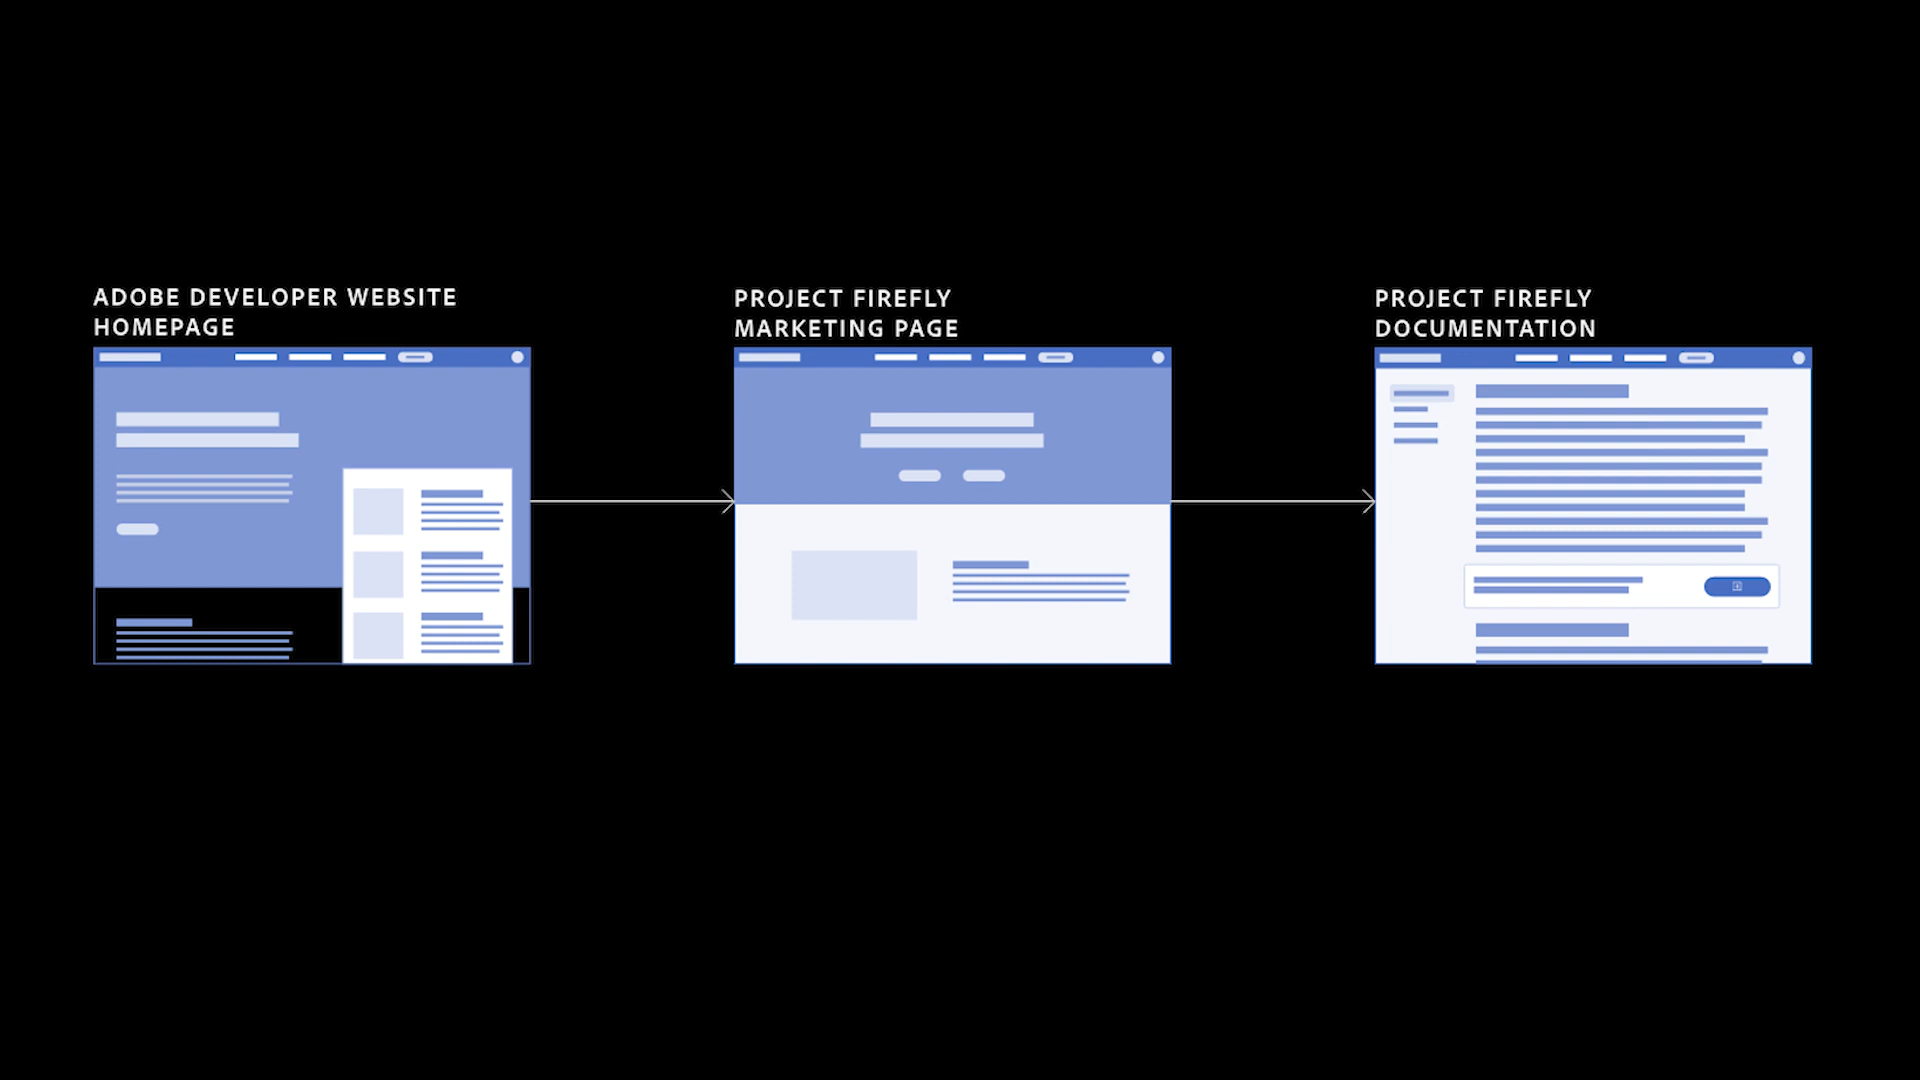 ADOBE DEVELOPER WEBSITE
HOMEPAGE
PROJECT FIREFLY
MARKETING PAGE
PROJECT FIREFLY
DOCUMENTATION